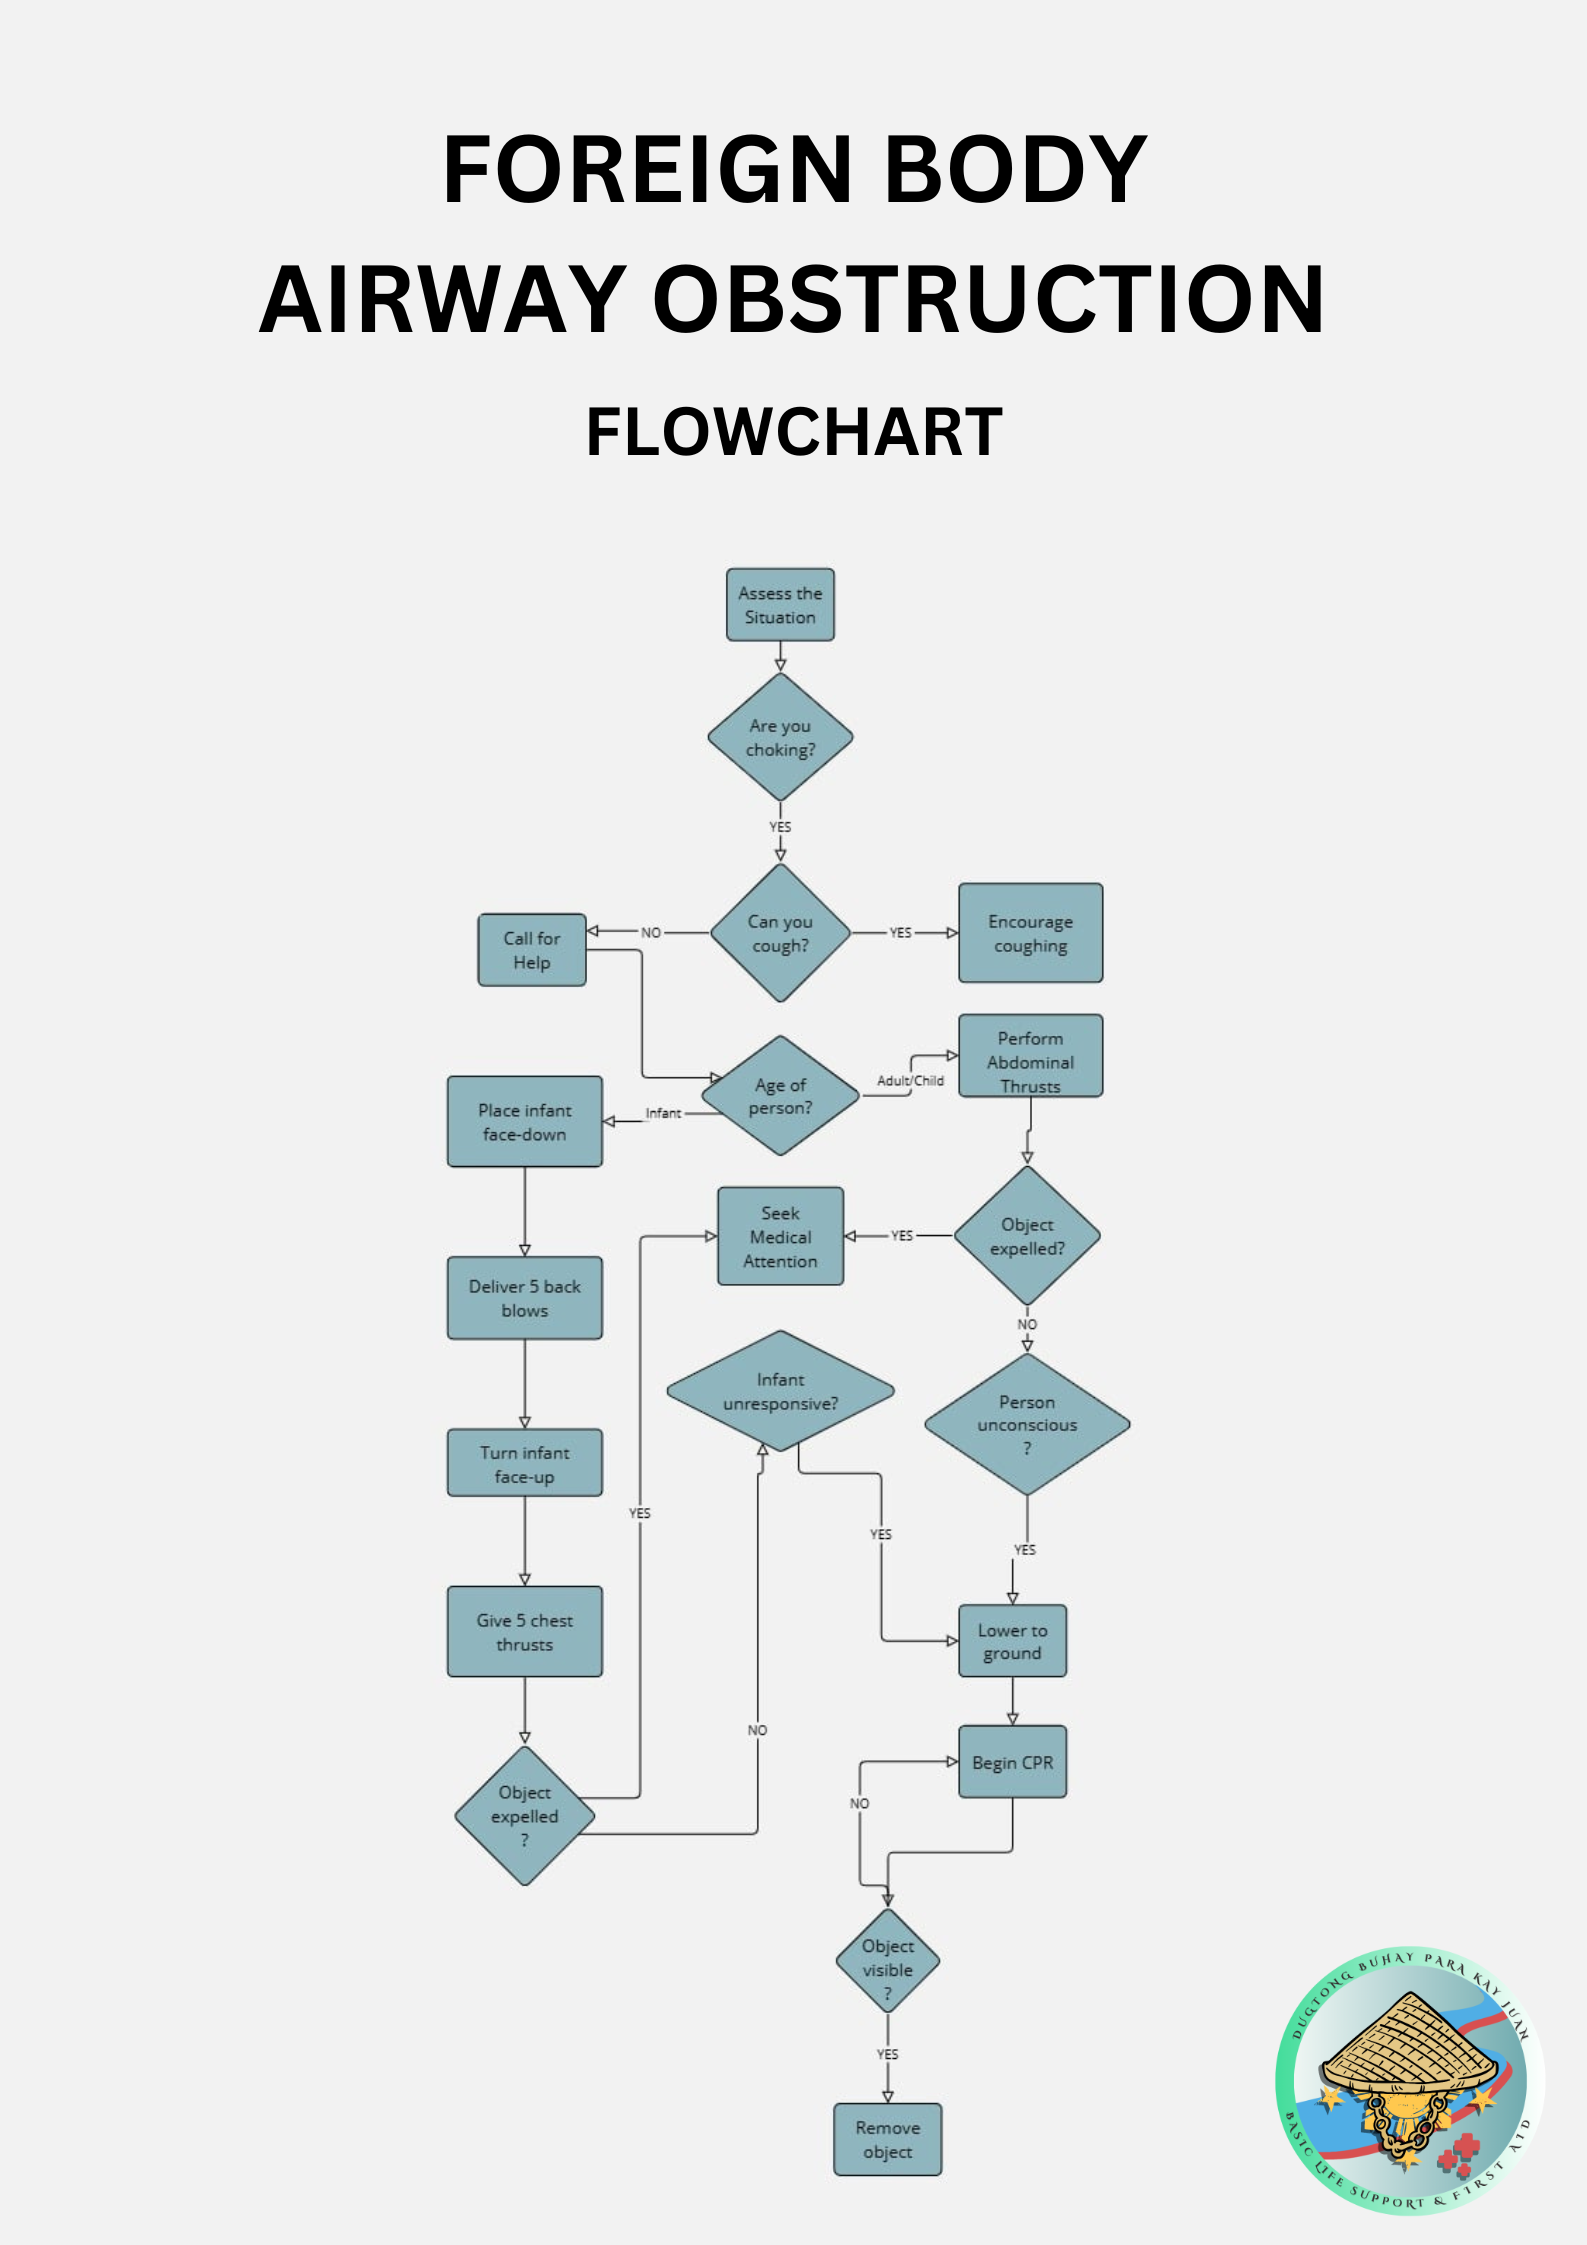 FOREIGN BODY
AIRWAY OBSTRUCTION
FLOWCHART
Assess the
Situation
Are you
choking?
YES
Can you
cough?
NO
YES
Call for
Help
Encourage
coughing
Age of
person?
Adult/Child
Infant
Perform
Abdominal
Thrusts
Place infant
face-down
Seek
Medical
Attention
YES
Object
expelled?
NO
Deliver 5 back
blows
Infant
unresponsive?
Person
unconscious
?
Turn infant
face-up
YES
YES
YES
Give 5 chest
thrusts
Lower to
ground
NO
Begin CPR
Object
expelled
?
NO
Object
visible
?
YES
Remove
object
DUGTONG BUHAY PARA KAY JUAN
BASIC LIFE SUPPORT & FIRST AID